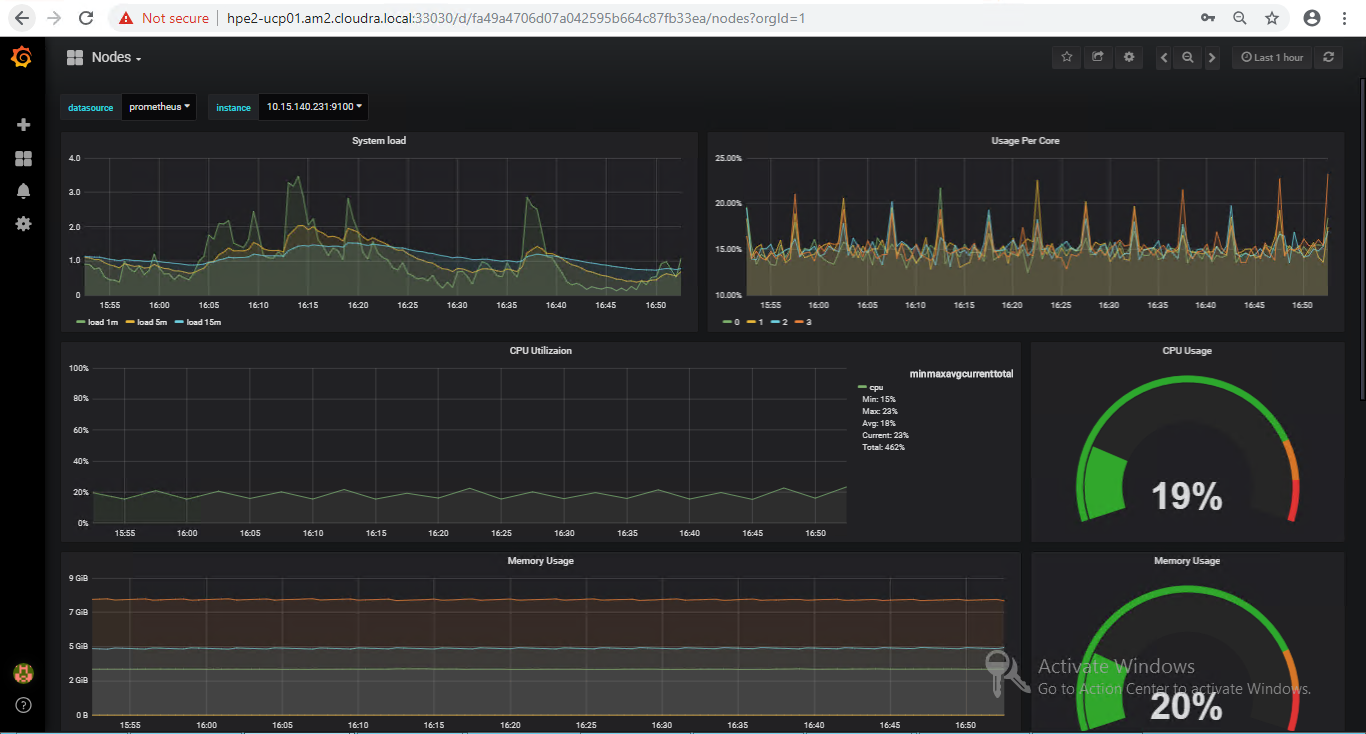 Not secure | hpe2-ucp01.am2.cloudra.local:33030/d/fa49a4706d07a042595b664c87fb33ea/nodes?orgId=1
Nodes
Last 1 hour
datasource prometheus instance 10.15.140.231:9100
System load
4.0
3.0
2.0
1.0
0
15:55 16:00 16:05 16:10 16:15 16:20 16:25 16:30 16:35 16:40 16:45 16:50
load 1m load 5m load 15m
Usage Per Core
25.00%
20.00%
15.00%
10.00%
15:55 16:00 16:05 16:10 16:15 16:20 16:25 16:30 16:35 16:40 16:45 16:50
0 1 2 3
CPU Utilizaion
100%
80%
60%
40%
20%
0%
15:55 16:00 16:05 16:10 16:15 16:20 16:25 16:30 16:35 16:40 16:45 16:50
minmaxavgcurrenttotal
cpu
Min: 15%
Max: 23%
Avg: 18%
Current: 23%
Total: 462%
CPU Usage
19%
Memory Usage
9 GiB
7 GiB
5 GiB
2 GiB
0 B
15:55 16:00 16:05 16:10 16:15 16:20 16:25 16:30 16:35 16:40 16:45 16:50
Memory Usage
20%
Activate Windows
Go to Action Center to activate Windows.